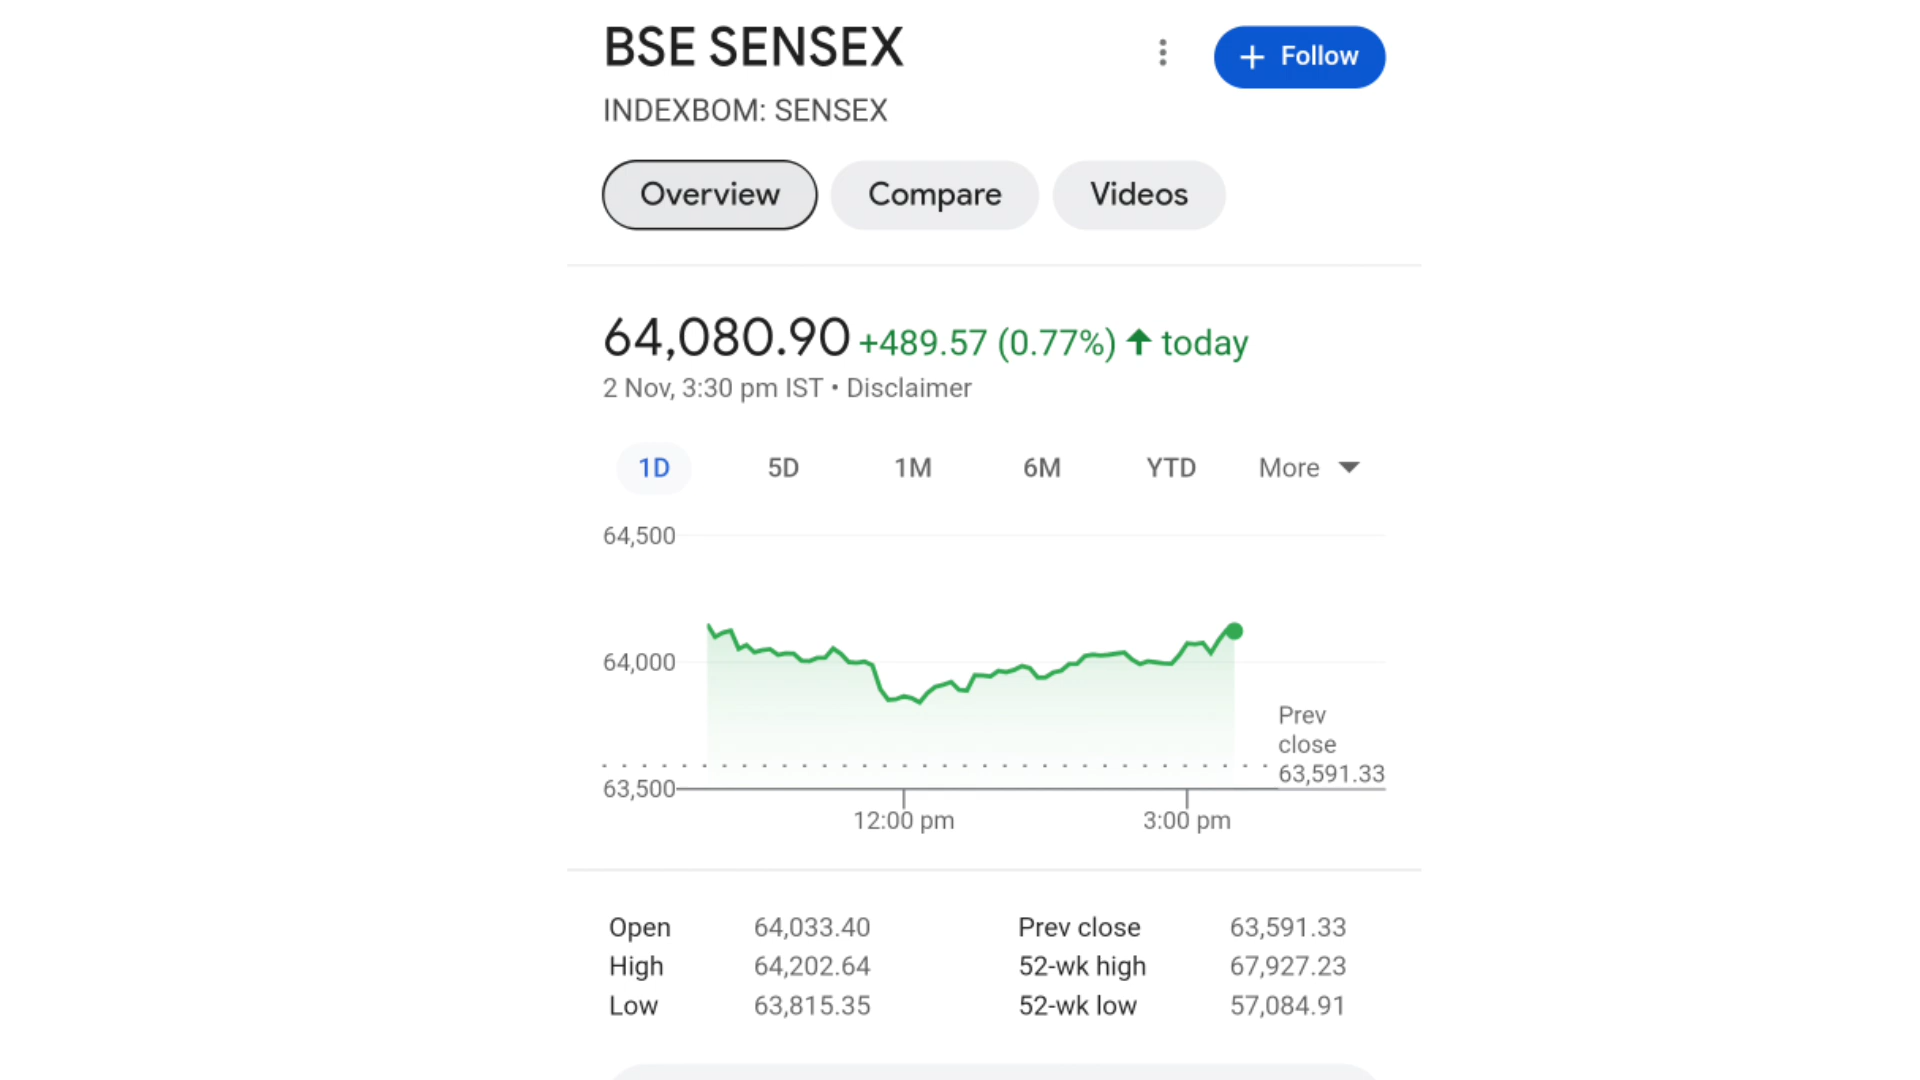 BSE SENSEX
+ Follow
INDEXBOM: SENSEX
Overview Compare Videos
64,080.90 +489.57 (0.77%) ↑ today
2 Nov, 3:30 pm IST • Disclaimer
1D 5D 1M 6M YTD More
64,500
64,000
Prev
close
63,591.33
63,500
12:00 pm 3:00 pm
Open 64,033.40 Prev close 63,591.33
High 64,202.64 52-wk high 67,927.23
Low 63,815.35 52-wk low 57,084.91